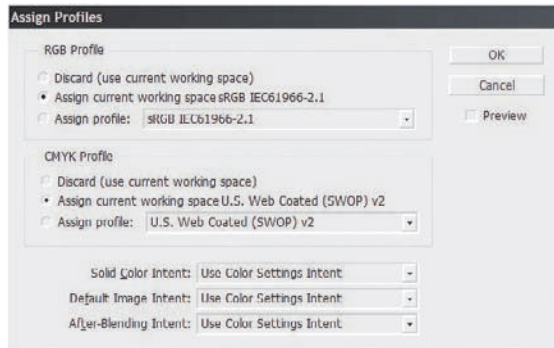 Assign Profiles
RGB Profile
Discard (use current working space)
Assign current working space sRGB IEC61966-2.1
Assign profile: sRGB IEC61966-2.1
CMYK Profile
Discard (use current working space)
Assign current working space U.S. Web Coated (SWOP) v2
Assign profile: U.S. Web Coated (SWOP) v2
Solid Color Intent: Use Color Settings Intent
Default Image Intent: Use Color Settings Intent
After-Blending Intent: Use Color Settings Intent
OK
Cancel
Preview